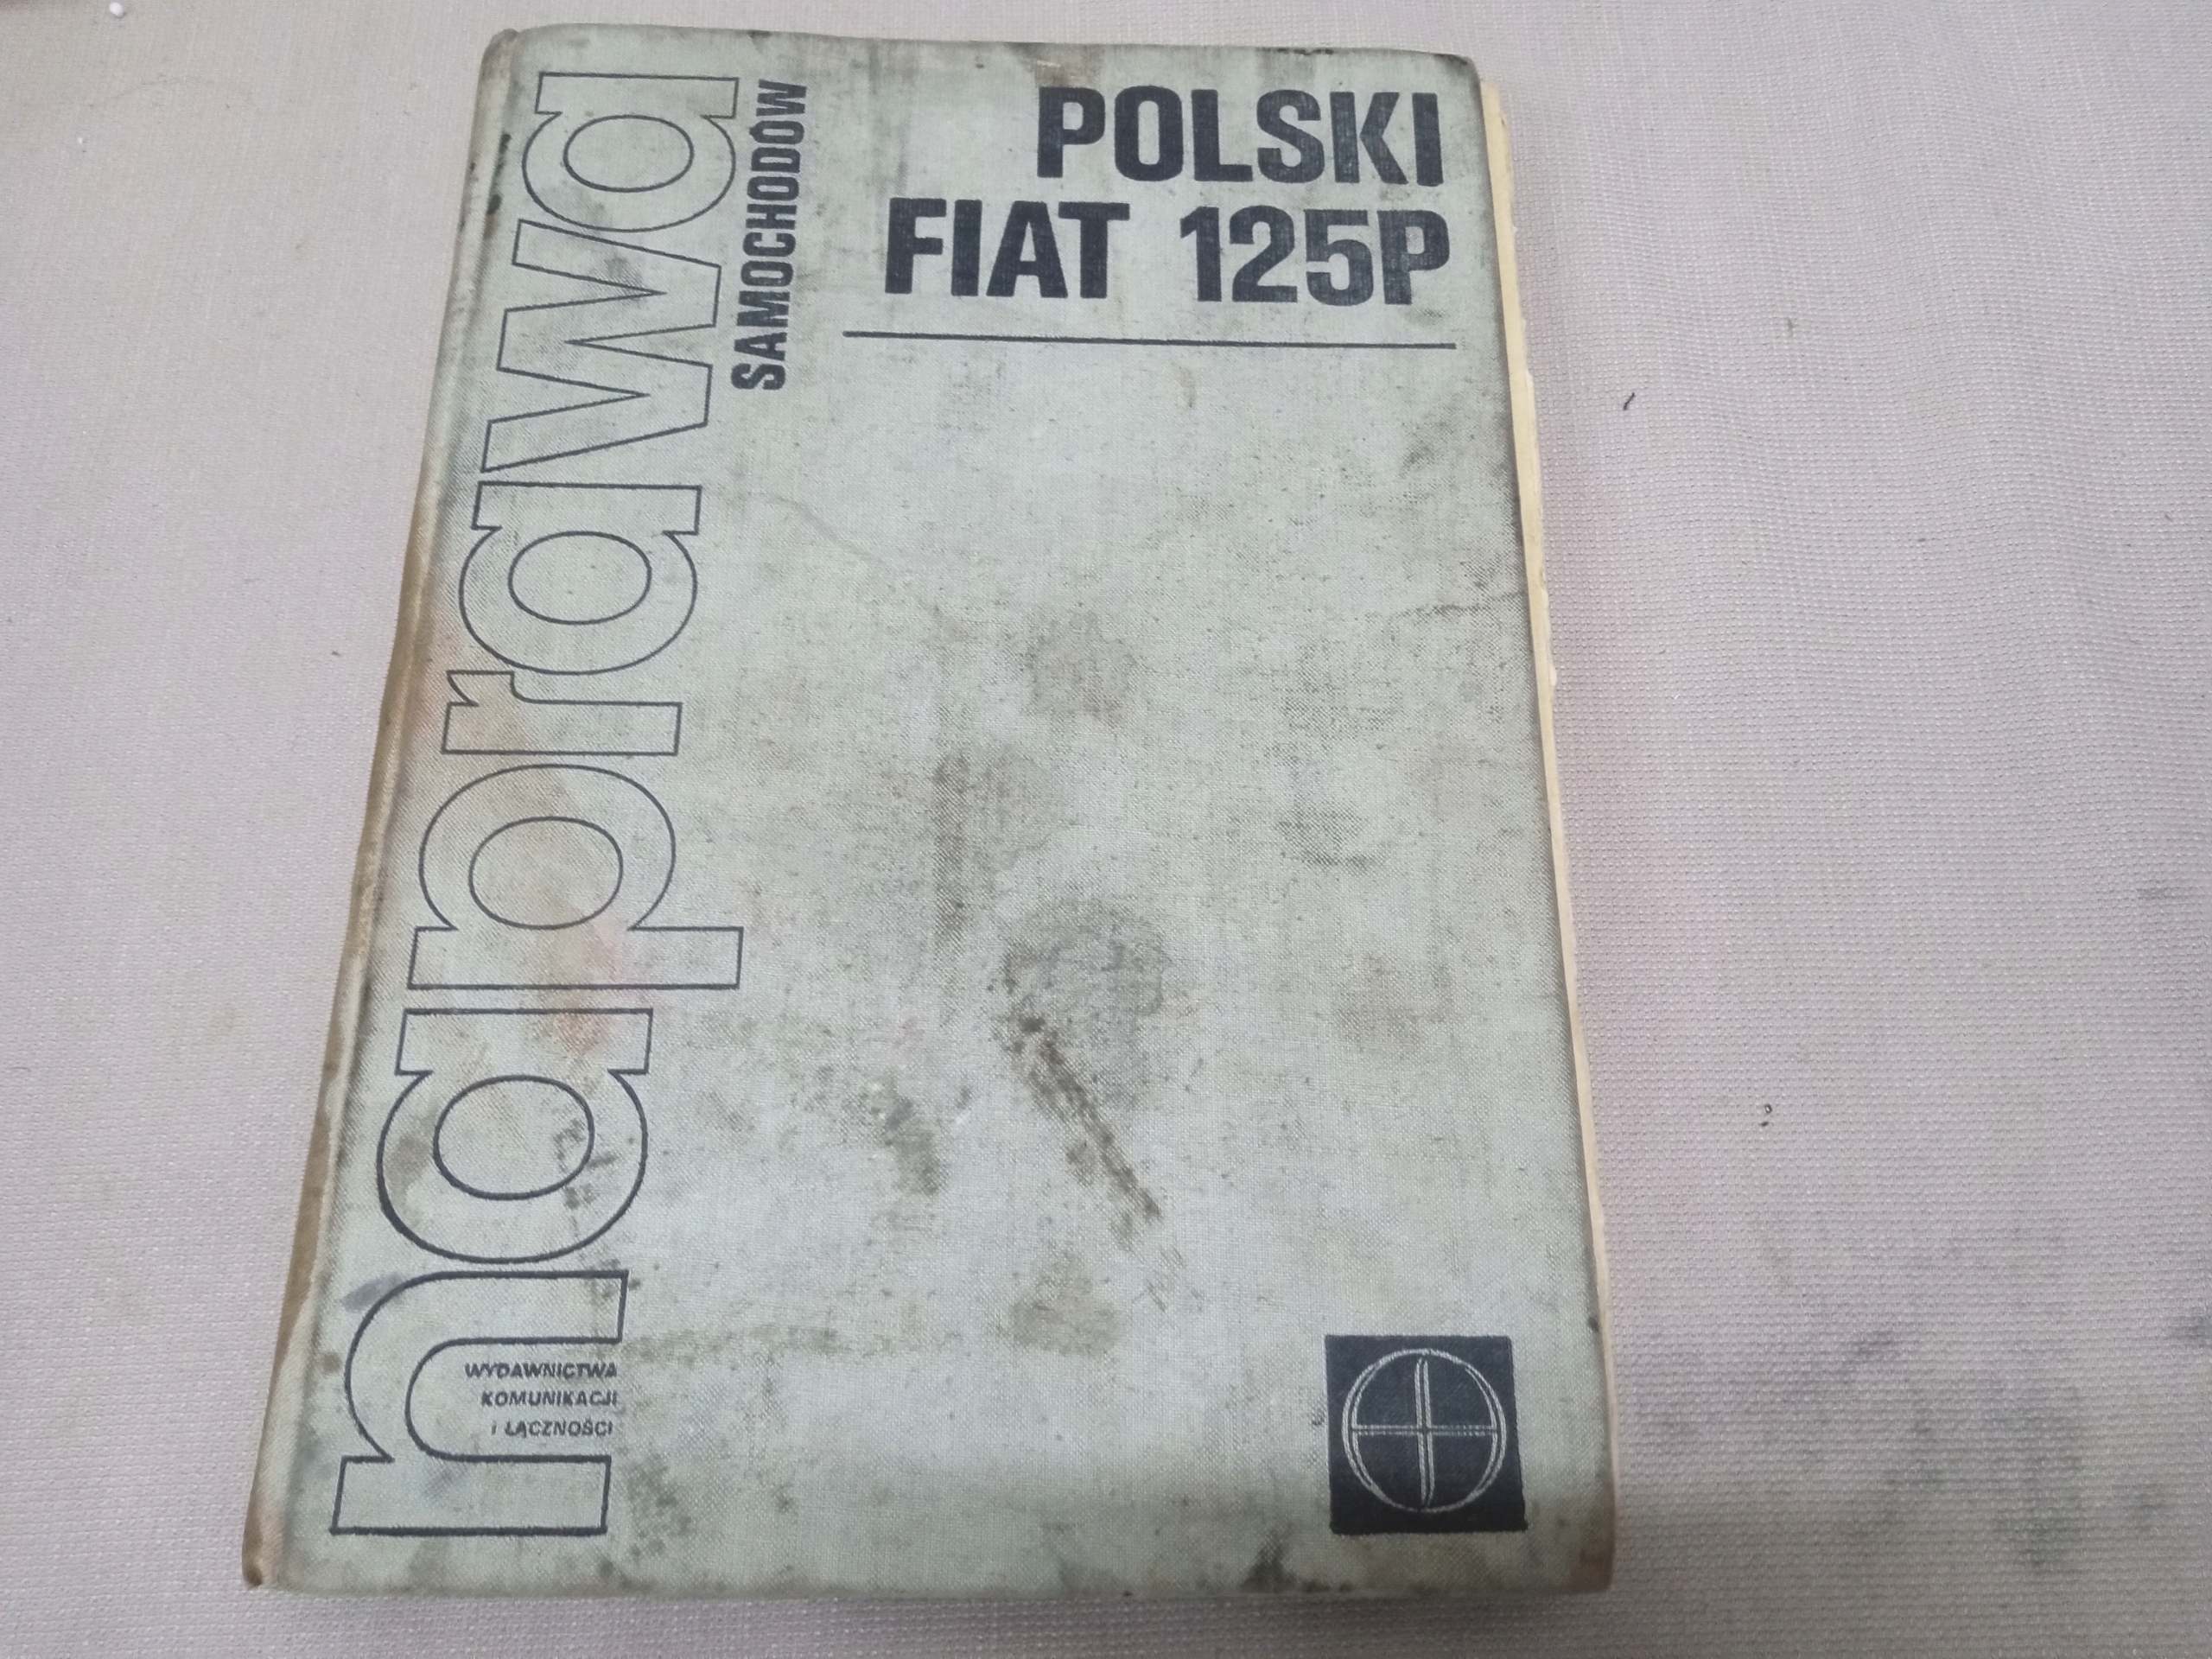 naprawa
SAMOCHODÓW
POLSKI
FIAT 125P
WYDAWNICTWA
KOMUNIKACJI
i ŁĄCZNOŚCI